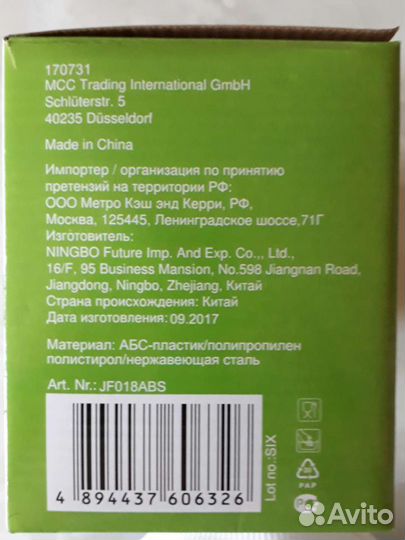 170731
MCC Trading International GmbH
Schlüterstr. 5
40235 Düsseldorf
Made in China
Импортер / организация по принятию
претензий на территории РФ:
ООО Метро Кэш энд Керри, РФ,
Москва, 125445, Ленинградское шоссе,71Г
Изготовитель:
NINGBO Future Imp. And Exp. Co.,, Ltd.,
16/F, 95 Business Mansion, No.598 Jiangnan Road,
Jiangdong, Ningbo, Zhejiang, Китай
Страна происхождения: Китай
Дата изготовления: 09.2017
Материал: АБС-пластик/полипропилен
полистирол/нержавеющая сталь
Art. Nr.: JF018ABS
4 894437 606326
Lot no.:SIX
PAP
Avito